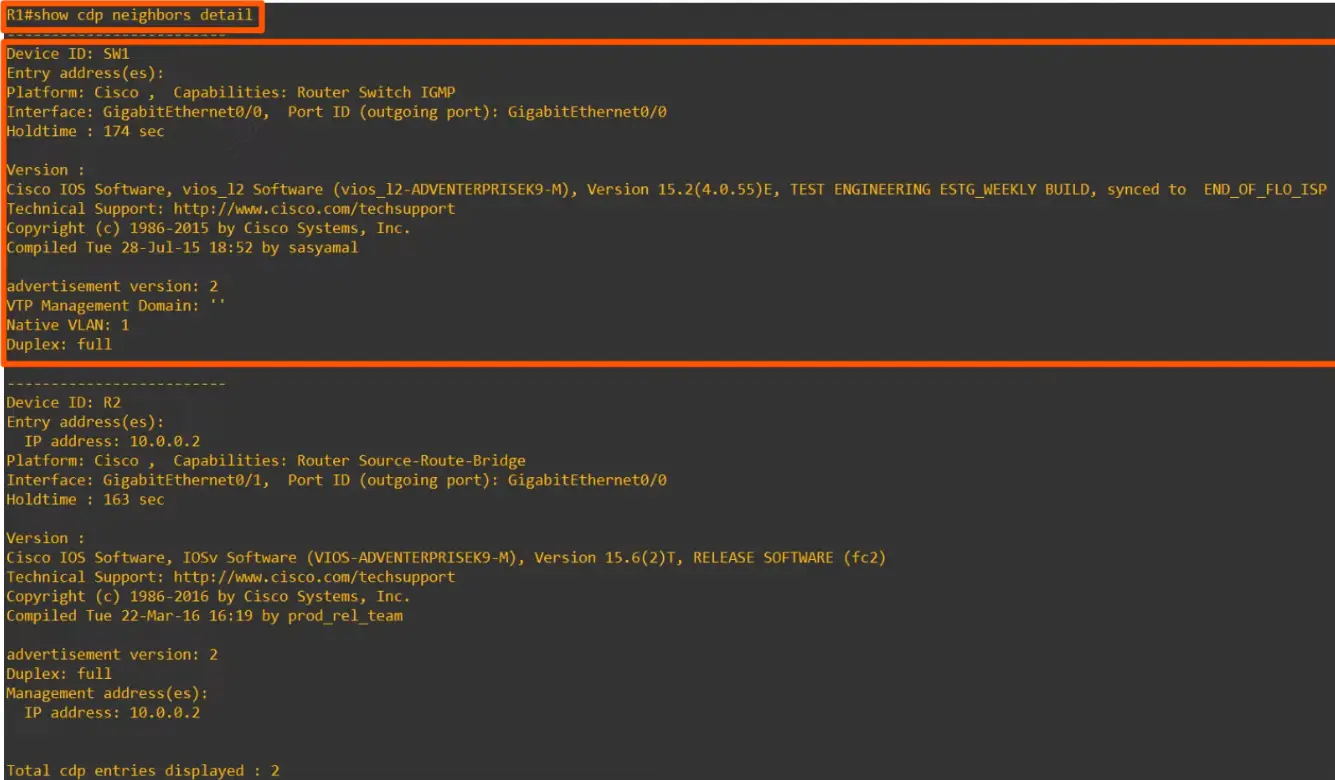 R1#show cdp neighbors detail
-------------------------
Device ID: SW1
Entry address(es):
Platform: Cisco ,  Capabilities: Router Switch IGMP
Interface: GigabitEthernet0/0,  Port ID (outgoing port): GigabitEthernet0/0
Holdtime : 174 sec
Version :
Cisco IOS Software, vios_l2 Software (vios_l2-ADVENTERPRISEK9-M), Version 15.2(4.0.55)E, TEST ENGINEERING ESTG_WEEKLY BUILD, synced to  END_OF_FLO_ISP
Technical Support: http://www.cisco.com/techsupport
Copyright (c) 1986-2015 by Cisco Systems, Inc.
Compiled Tue 28-Jul-15 18:52 by sasyamal
advertisement version: 2
VTP Management Domain: ''
Native VLAN: 1
Duplex: full
-------------------------
Device ID: R2
Entry address(es):
  IP address: 10.0.0.2
Platform: Cisco ,  Capabilities: Router Source-Route-Bridge
Interface: GigabitEthernet0/1,  Port ID (outgoing port): GigabitEthernet0/0
Holdtime : 163 sec
Version :
Cisco IOS Software, IOSv Software (VIOS-ADVENTERPRISEK9-M), Version 15.6(2)T, RELEASE SOFTWARE (fc2)
Technical Support: http://www.cisco.com/techsupport
Copyright (c) 1986-2016 by Cisco Systems, Inc.
Compiled Tue 22-Mar-16 16:19 by prod_rel_team
advertisement version: 2
Duplex: full
Management address(es):
  IP address: 10.0.0.2
Total cdp entries displayed : 2